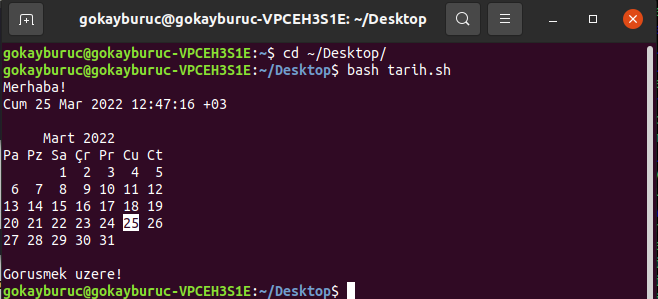 gokayburuc@gokayburuc-VPCEH3S1E: ~/Desktop
gokayburuc@gokayburuc-VPCEH3S1E:~$ cd ~/Desktop/
gokayburuc@gokayburuc-VPCEH3S1E:~/Desktop$ bash tarih.sh
Merhaba!
Cum 25 Mar 2022 12:47:16 +03
     Mart 2022
Pa Pz Sa Çr Pr Cu Ct
       1  2  3  4  5
 6  7  8  9 10 11 12
13 14 15 16 17 18 19
20 21 22 23 24 25 26
27 28 29 30 31
Gorusmek uzere!
gokayburuc@gokayburuc-VPCEH3S1E:~/Desktop$